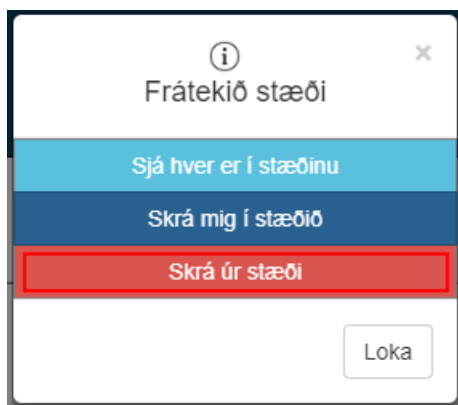 ×
Frátekið stæði
Sjá hver er í stæðinu
Skrá mig í stæðið
Skrá úr stæði
Loka